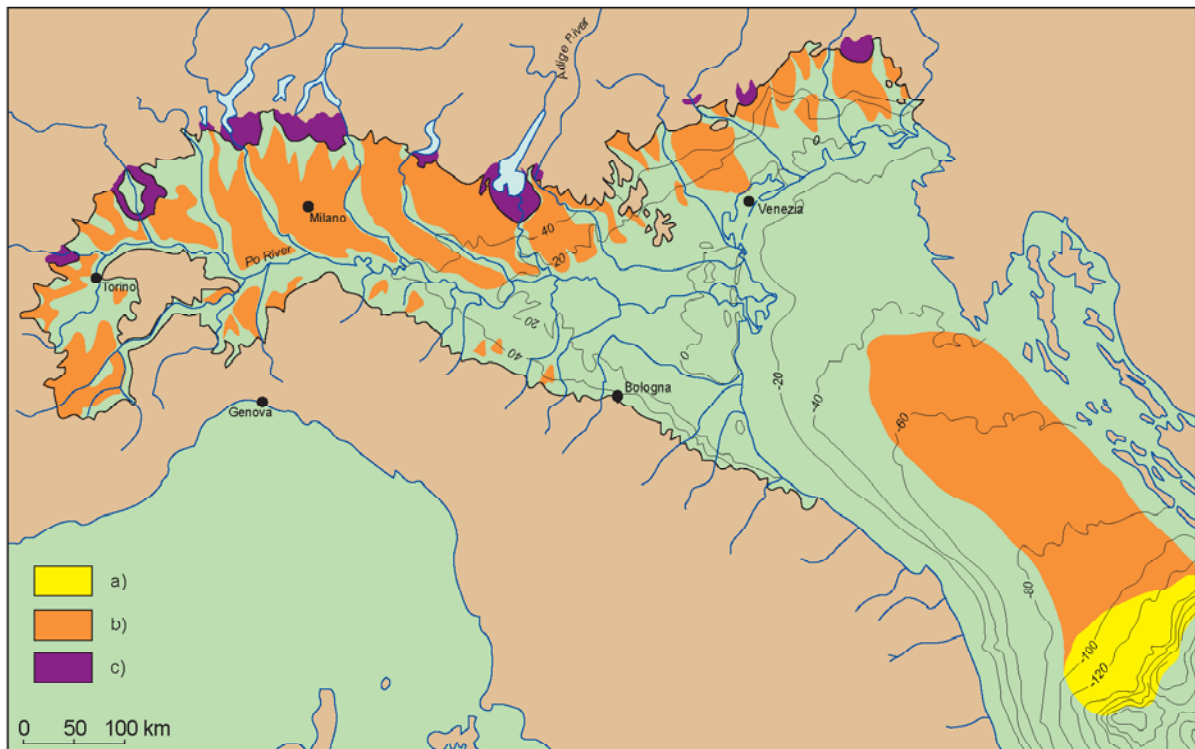 Adige River
Milano
Venezia
40
20
Po River
Torino
20
40
0
Bologna
-20
-40
Genova
-60
-80
-100
-120
a)
b)
c)
0 50 100 km